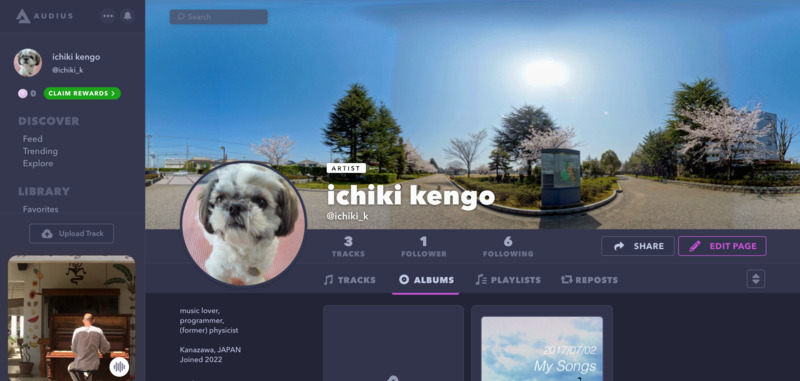 AUDIUS
Search
ichiki kengo
@ichiki_k
0
CLAIM REWARDS >
DISCOVER
Feed
Trending
Explore
LIBRARY
Favorites
Upload Track
ARTIST
ichiki kengo
@ichiki_k
3
TRACKS
1
FOLLOWER
6
FOLLOWING
SHARE
EDIT PAGE
TRACKS
ALBUMS
PLAYLISTS
REPOSTS
music lover,
programmer,
(former) physicist
Kanazawa, JAPAN
Joined 2022
2017/07/02
My Songs